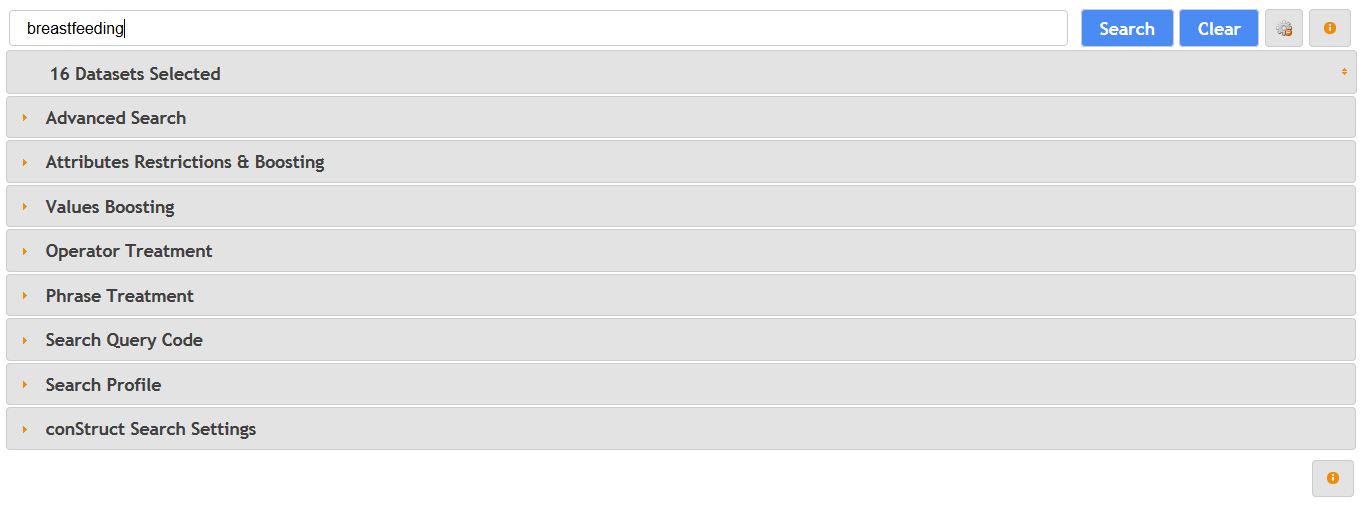 breastfeeding Search Clear
16 Datasets Selected
Advanced Search
Attributes Restrictions & Boosting
Values Boosting
Operator Treatment
Phrase Treatment
Search Query Code
Search Profile
conStruct Search Settings